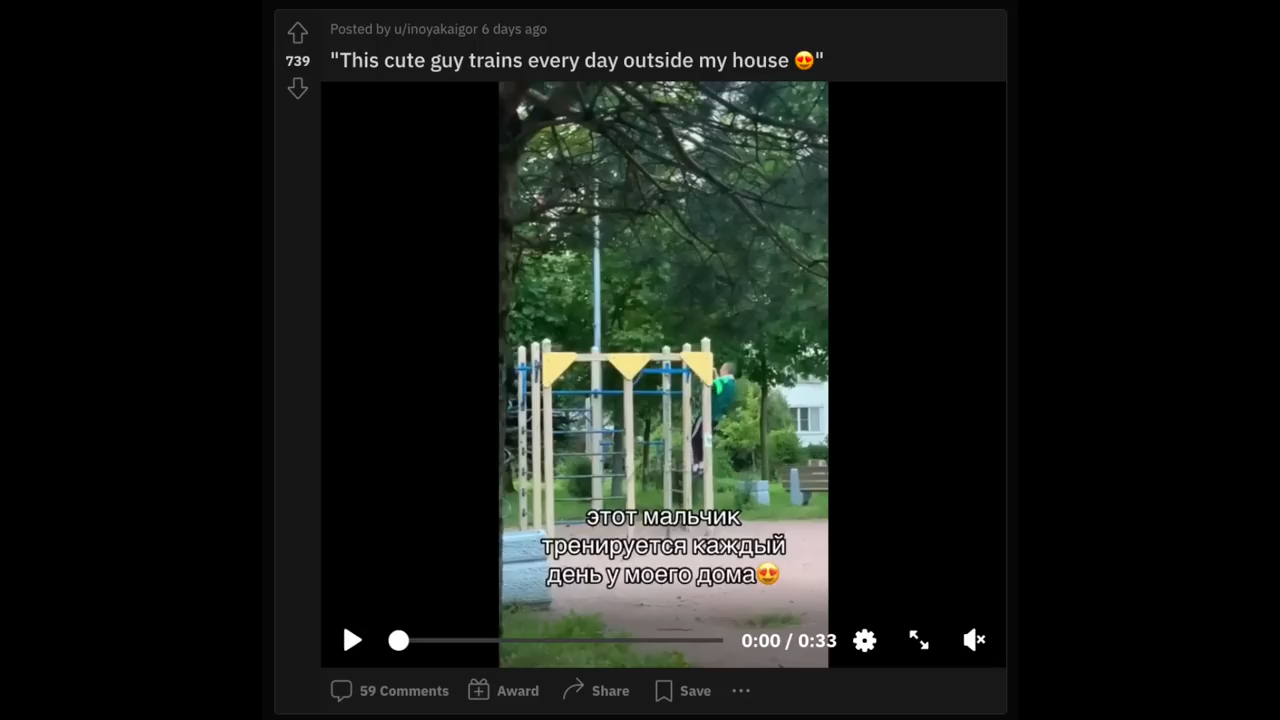 Posted by u/inoyakaigor 6 days ago
739
"This cute guy trains every day outside my house 😍"
этот мальчик
тренируется каждый
день у моего дома😍
0:00 / 0:33
59 Comments
Award
Share
Save